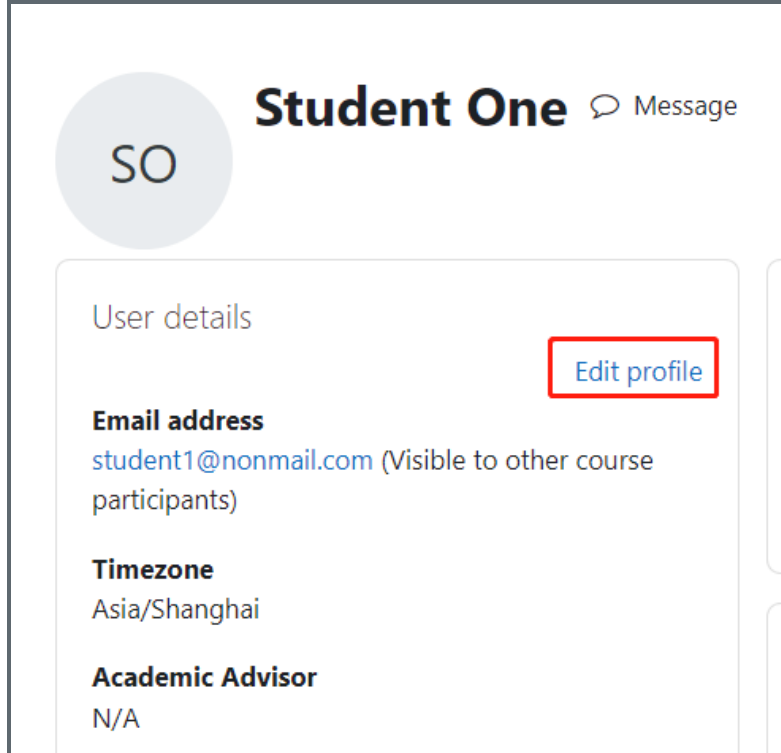 SO
Student One
Message
User details
Edit profile
Email address
student1@nonmail.com (Visible to other course
participants)
Timezone
Asia/Shanghai
Academic Advisor
N/A